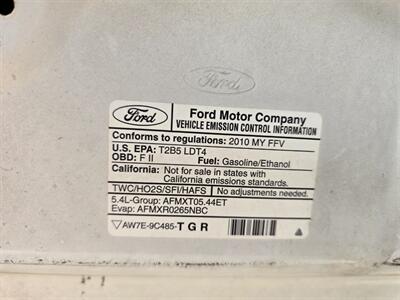 Ford
Ford
Ford Motor Company
VEHICLE EMISSION CONTROL INFORMATION
Conforms to regulations: 2010 MY FFV
U.S. EPA: T2B5 LDT4
OBD: F II Fuel: Gasoline/Ethanol
California: Not for sale in states with
California emissions standards.
TWC/HO2S/SFI/HAFS No adjustments needed.
5.4L-Group: AFMXT05.44ET
Evap: AFMXR0265NBC
AW7E-9C485-TGR